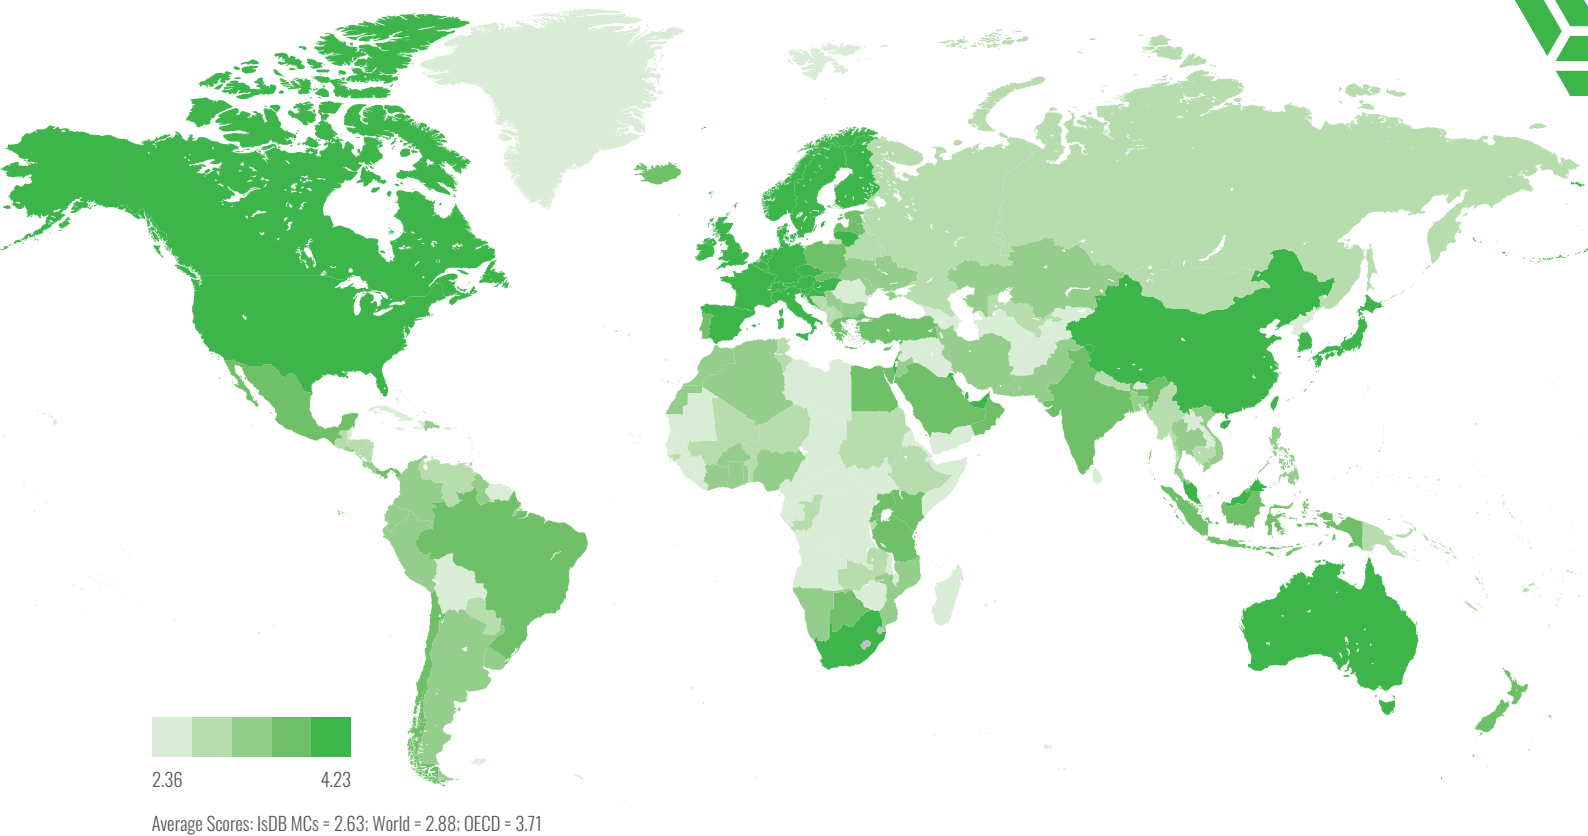 2.36 4.23
Average Scores: IsDB MCs = 2.63; World = 2.88; OECD = 3.71